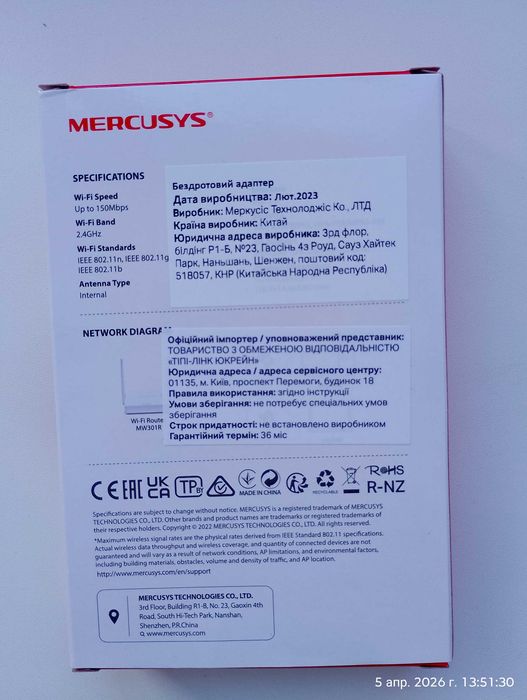 MERCUSYS®
SPECIFICATIONS
Wi-Fi Speed
Up to 150Mbps
Wi-Fi Band
2.4GHz
Wi-Fi Standards
IEEE 802.11n, IEEE 802.11g
IEEE 802.11b
Antenna Type
Internal
Бездротовий адаптер
Дата виробництва: Лют.2023
Виробник: Меркусіс Технолоджіс Ко., ЛТД
Країна виробник: Китай
Юридична адреса виробника: 3рд флор,
білдінг Р1-Б, №23, Гаосінь 4з Роуд, Сауз Хайтек
Парк, Наньшань, Шенжен, поштовий код:
518057, КНР (Китайська Народна Республіка)
NETWORK DIAGRA
Wi-Fi Route
MW301R
Офіційний імпортер / уповноважений представник:
ТОВАРИСТВО З ОБМЕЖЕНОЮ ВІДПОВІДАЛЬНІСТЮ
«ТІПІ-ЛІНК ЮКРЕЙН»
Юридична адреса / адреса сервісного центру:
01135, м. Київ, проспект Перемоги, будинок 18
Правила використання: згідно інструкції
Умови зберігання: не потребує спеціальних умов
зберігання
Строк придатності: не встановлено виробником
Гарантійний термін: 36 міс
CE EAC UKCA TP MADE IN CHINA RECYCLABLE RoHS
R-NZ
Specifications are subject to change without notice. MERCUSYS is a registered trademark of MERCUSYS
TECHNOLOGIES CO., LTD. Other brands and product names are trademarks or registered trademarks of
their respective holders. Copyright © 2022 MERCUSYS TECHNOLOGIES CO., LTD. All rights reserved.
*Maximum wireless signal rates are the physical rates derived from IEEE Standard 802.11 specifications.
Actual wireless data throughput and wireless coverage, and quantity of connected devices are not
guaranteed and will vary as a result of network conditions, AP limitations, and environmental factors,
including building materials, obstacles, volume and density of traffic, and AP location.
http://www.mercusys.com/en/support
MERCUSYS TECHNOLOGIES CO., LTD.
3rd Floor, Building R1-B, No. 23, Gaoxin 4th
Road, South Hi-Tech Park, Nanshan,
Shenzhen, P.R.China
www.mercusys.com
5 апр. 2026 г. 13:51:30